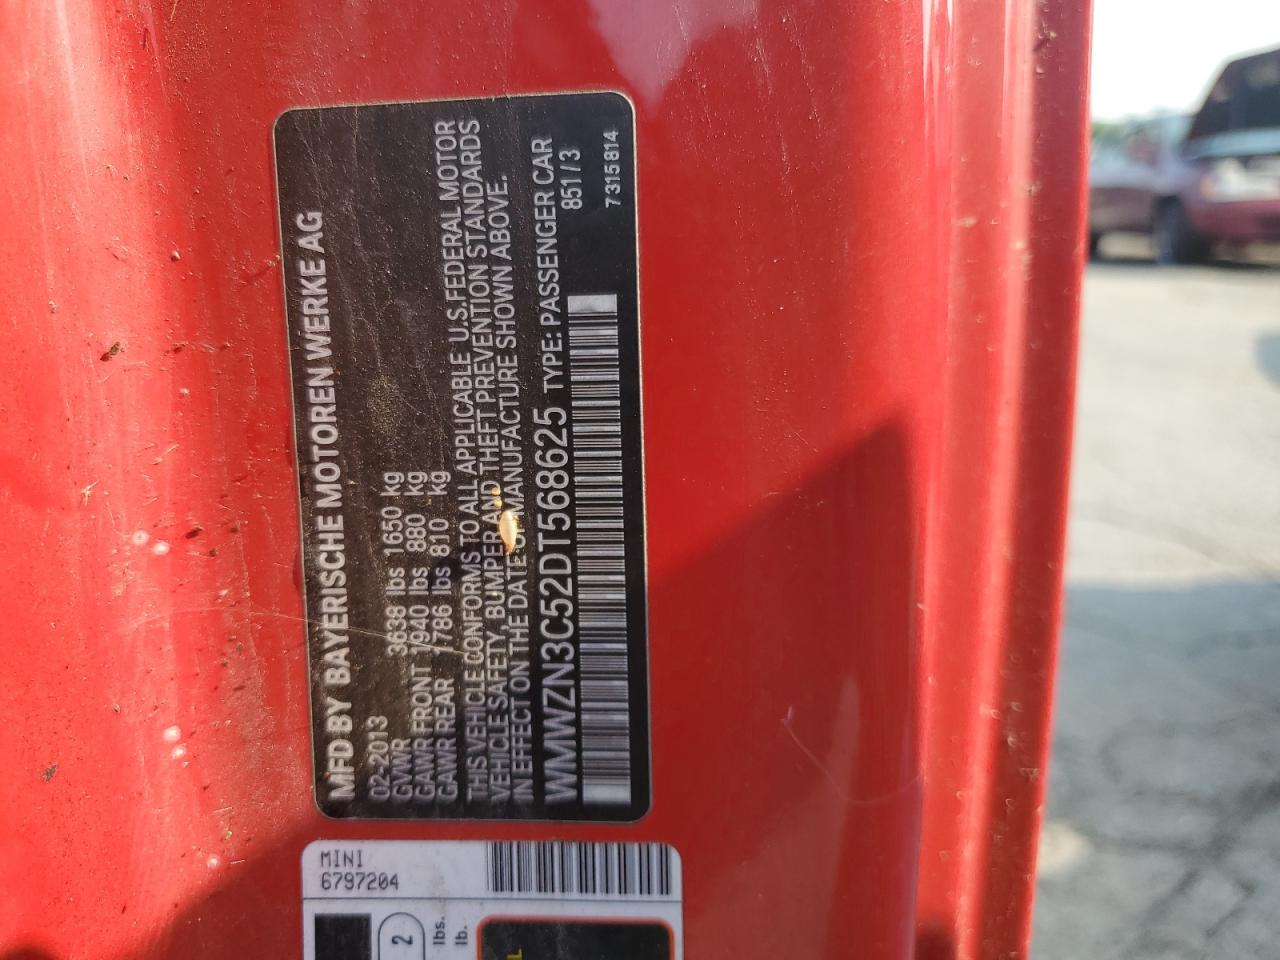 MFD BY BAYERISCHE MOTOREN WERKE AG
02-2013
GVWR 3638 lbs 1650 kg
GAWR FRONT 1940 lbs 880 kg
GAWR REAR 1786 lbs 810 kg
THIS VEHICLE CONFORMS TO ALL APPLICABLE U.S.FEDERAL MOTOR
VEHICLE SAFETY, BUMPER AND THEFT PREVENTION STANDARDS
IN EFFECT ON THE DATE OF MANUFACTURE SHOWN ABOVE.
WMWZN3C52DT568625 TYPE: PASSENGER CAR
851/3
7315814
MINI
6797204
2
lbs.
lb.